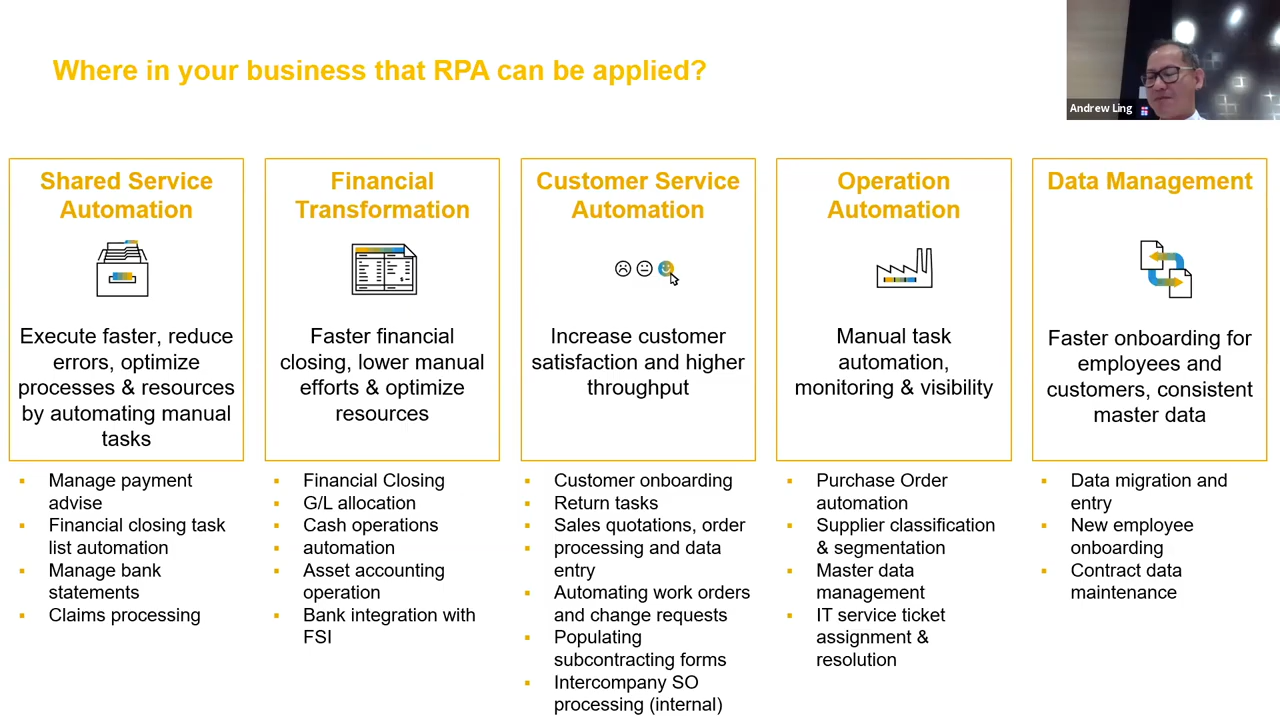 Where in your business that RPA can be applied?
Andrew Ling
Shared Service
Automation
Execute faster, reduce
errors, optimize
processes & resources
by automating manual
tasks
Manage payment
advise
Financial closing task
list automation
Manage bank
statements
Claims processing
Financial
Transformation
Faster financial
closing, lower manual
efforts & optimize
resources
Financial Closing
G/L allocation
Cash operations
automation
Asset accounting
operation
Bank integration with
FSI
Customer Service
Automation
Increase customer
satisfaction and higher
throughput
Customer onboarding
Return tasks
Sales quotations, order
processing and data
entry
Automating work orders
and change requests
Populating
subcontracting forms
Intercompany SO
processing (internal)
Operation
Automation
Manual task
automation,
monitoring & visibility
Purchase Order
automation
Supplier classification
& segmentation
Master data
management
IT service ticket
assignment &
resolution
Data Management
Faster onboarding for
employees and
customers, consistent
master data
Data migration and
entry
New employee
onboarding
Contract data
maintenance